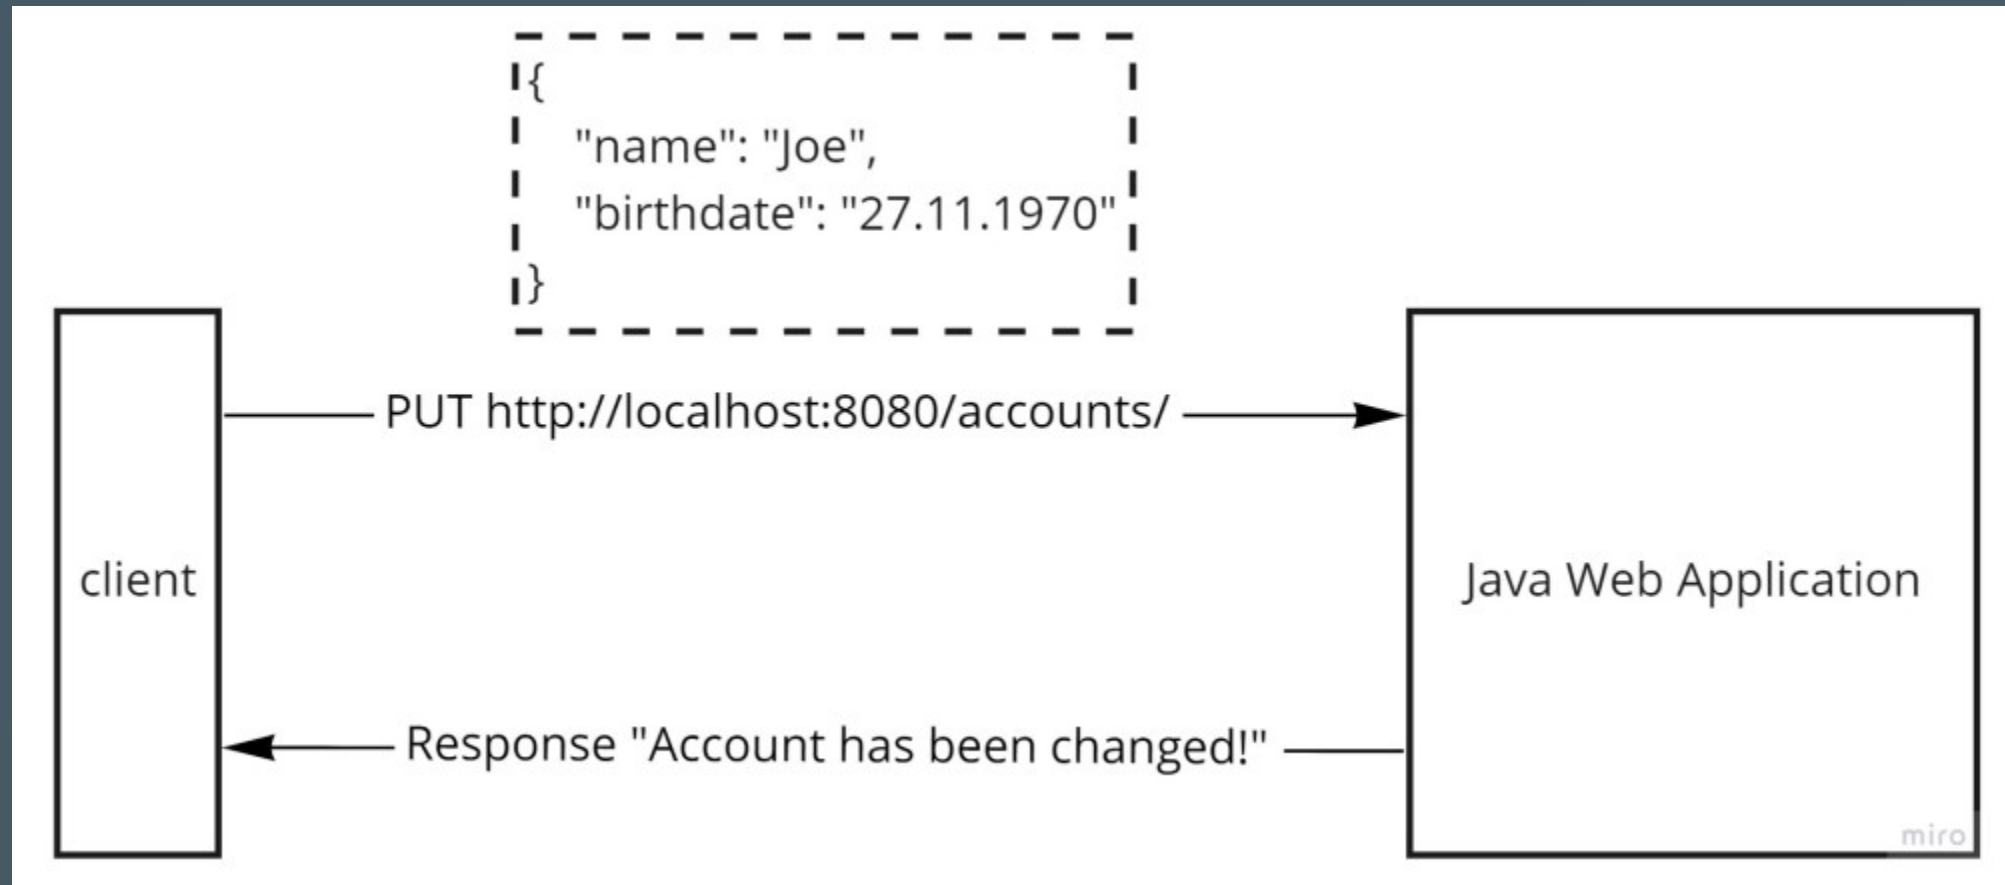 {
"name": "Joe",
"birthdate": "27.11.1970"
}
PUT http://localhost:8080/accounts/
client
Java Web Application
Response "Account has been changed!"
miro